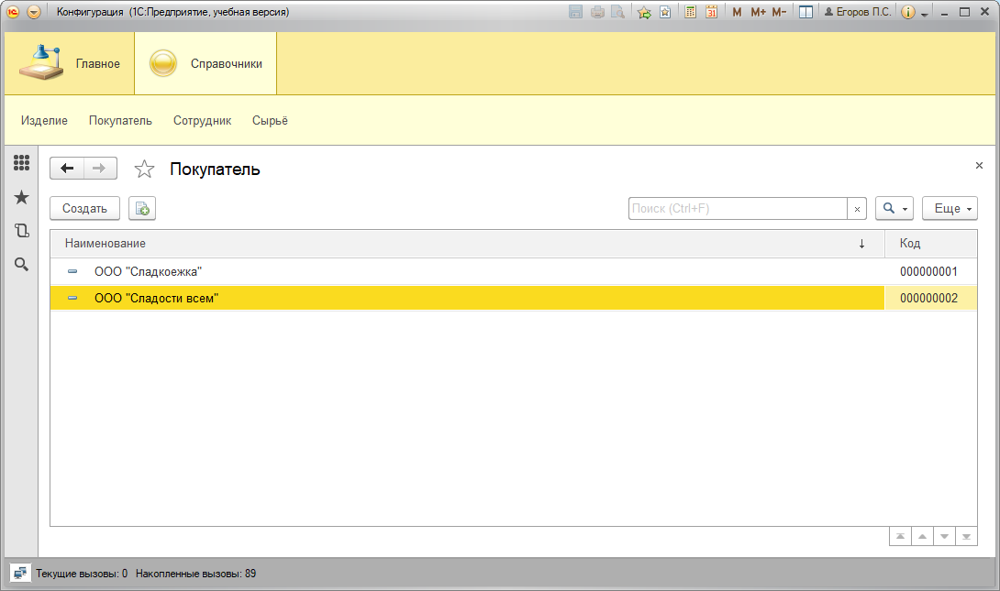 Конфигурация (1С:Предприятие, учебная версия) 31 M M+ M- Егоров П.С.
Главное Справочники
Изделие Покупатель Сотрудник Сырьё
Покупатель
Создать Поиск (Ctrl+F) Еще
Наименование Код
ООО "Сладкоежка" 000000001
ООО "Сладости всем" 000000002
Текущие вызовы: 0 Накопленные вызовы: 89